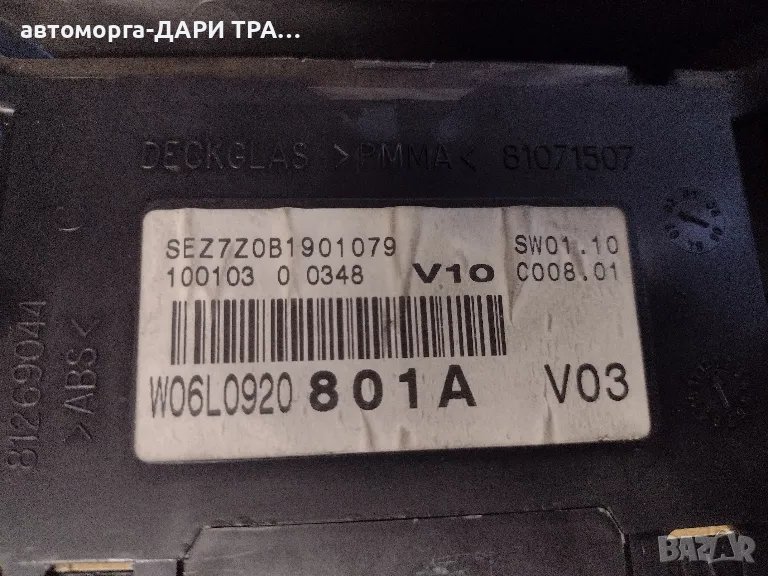 автоморга-ДАРИ ТРА...
DECKGLAS >PMMA< 81071507
SEZ7Z0B1901079 SW01.10
100103 0 0348 V10 C008.01
W06L0920 801A V03
81269044
>ABS<
BAZAR